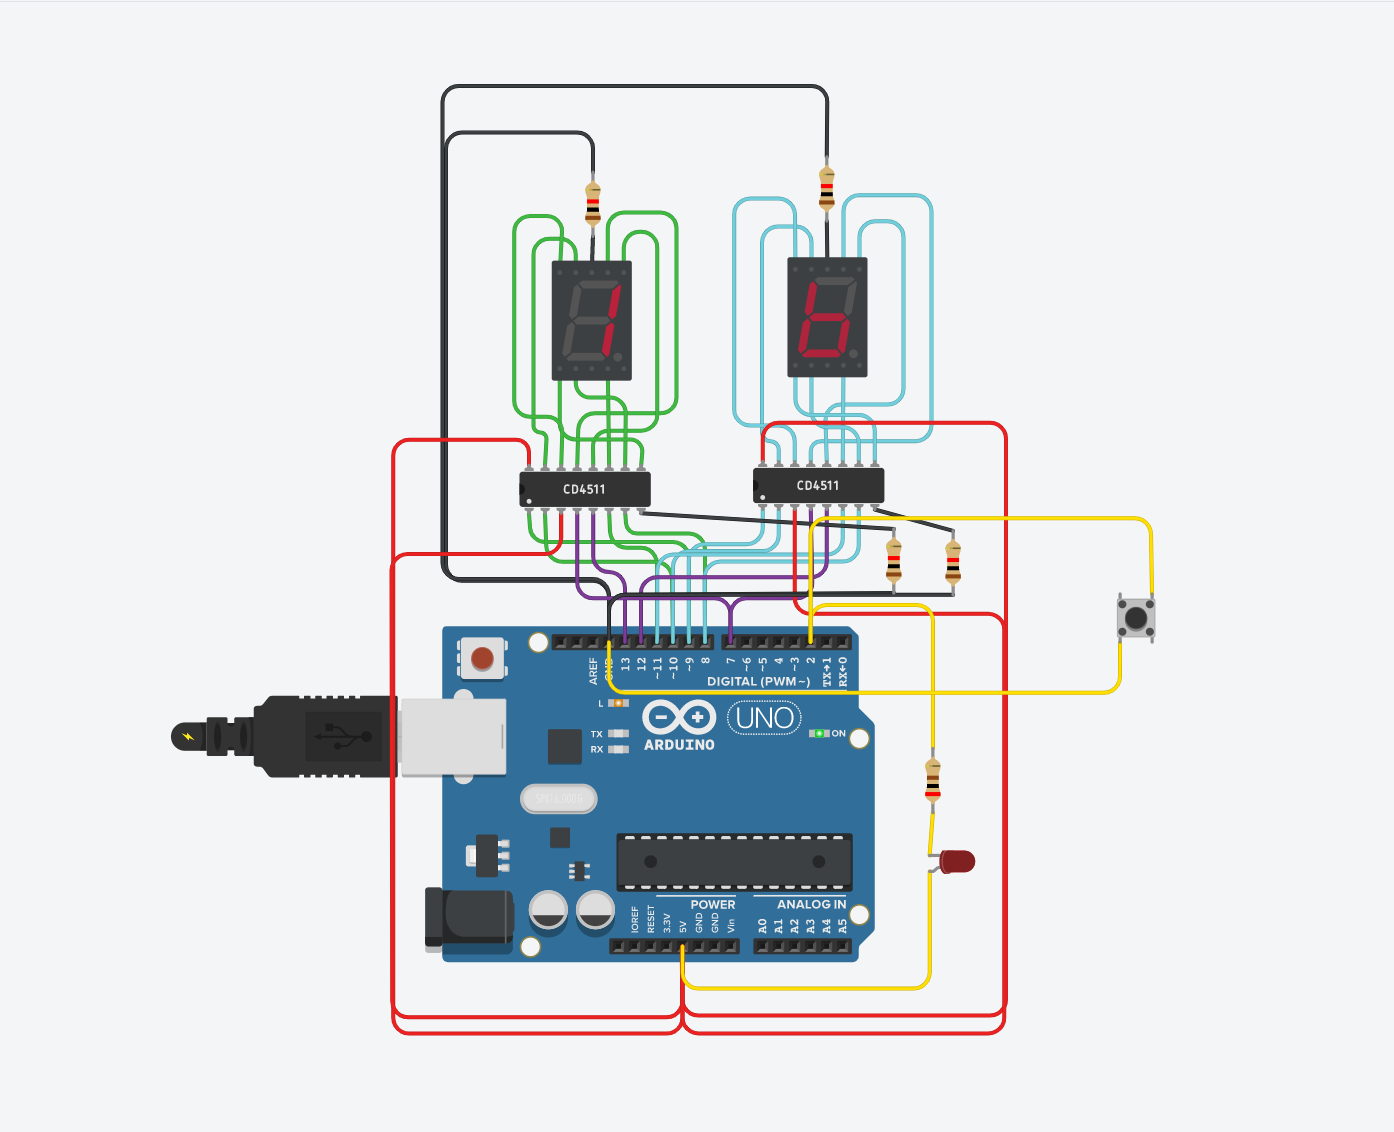 CD4511
CD4511
AREF
GND
13
12
~11
~10
~9
8
7
~6
~5
4
~3
2
TX→1
RX←0
DIGITAL (PWM~)
L
TX
RX
ARDUINO
UNO
ON
POWER
ANALOG IN
IOREF
RESET
3.3V
5V
GND
GND
Vin
A0
A1
A2
A3
A4
A5